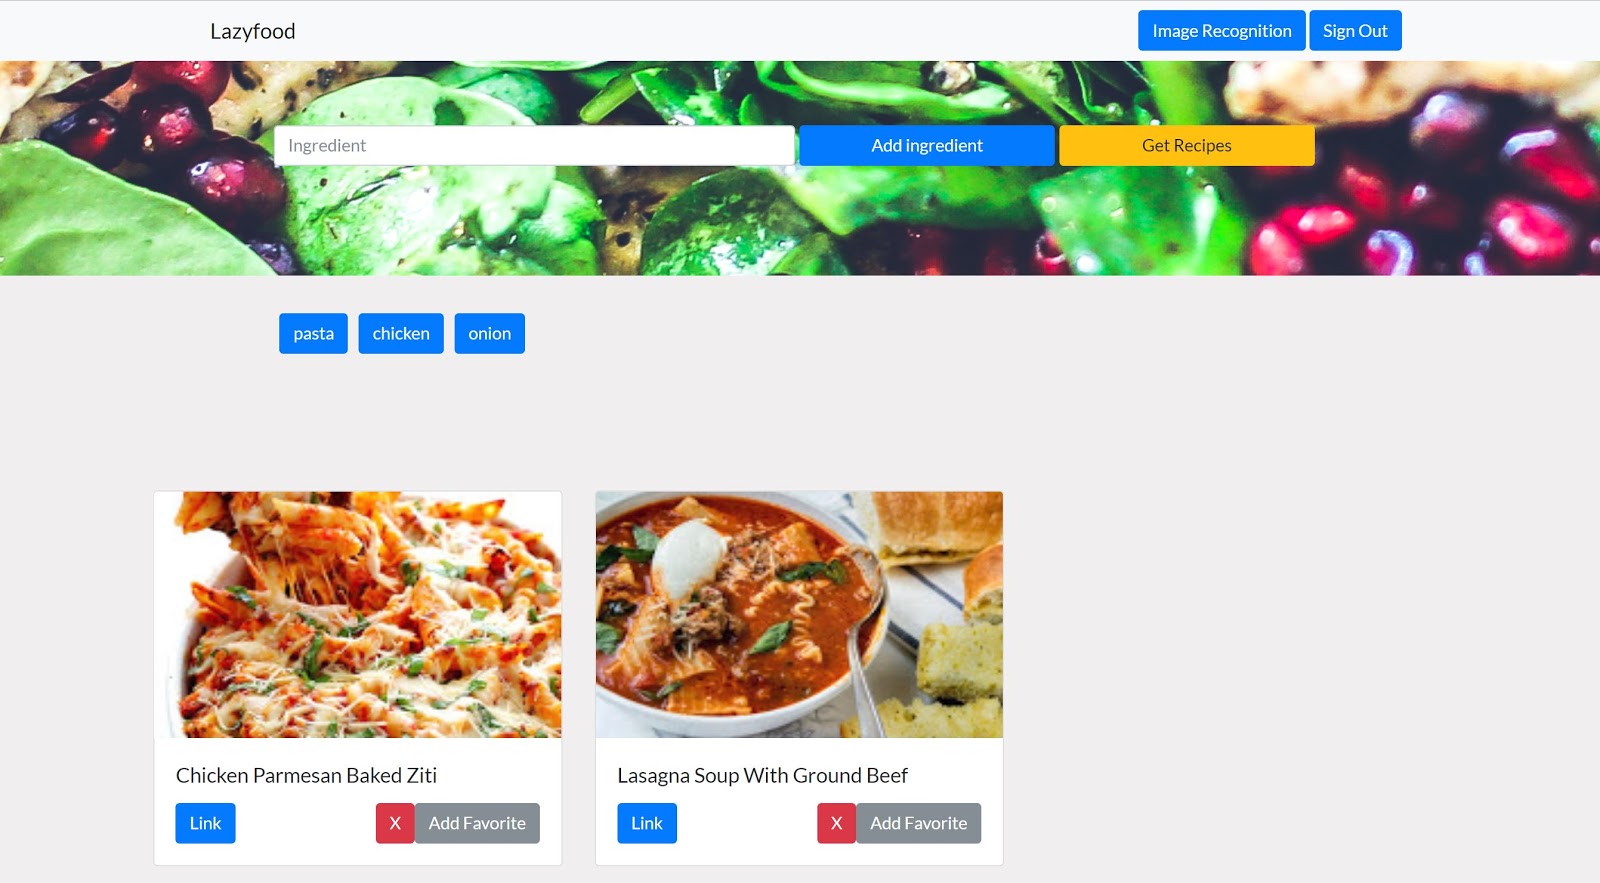 Lazyfood Image Recognition Sign Out
Ingredient Add ingredient Get Recipes
pasta chicken onion
Chicken Parmesan Baked Ziti
Link X Add Favorite
Lasagna Soup With Ground Beef
Link X Add Favorite